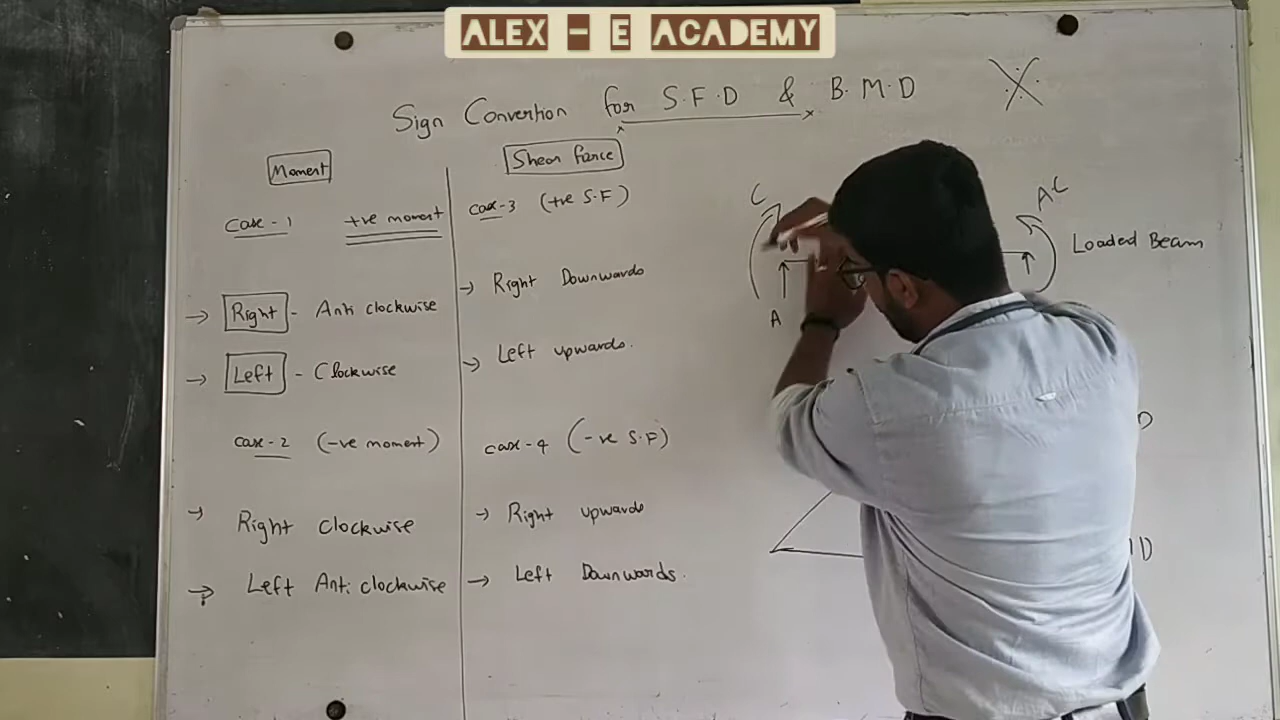 ALEX - E ACADEMY
Sign Convertion for S.F.D & B.M.D
Moment
Case - 1 +ve moment
→ Right - Anti clockwise
→ Left - Clockwise
case - 2 (-ve moment)
→ Right clockwise
→ Left Anti clockwise
Shear force
case - 3 (+ve S.F)
→ Right Downwards
→ Left upwards.
case - 4 (-ve S.F)
→ Right upwards
→ Left Downwards.
C
AC
Loaded Beam
A
D
D